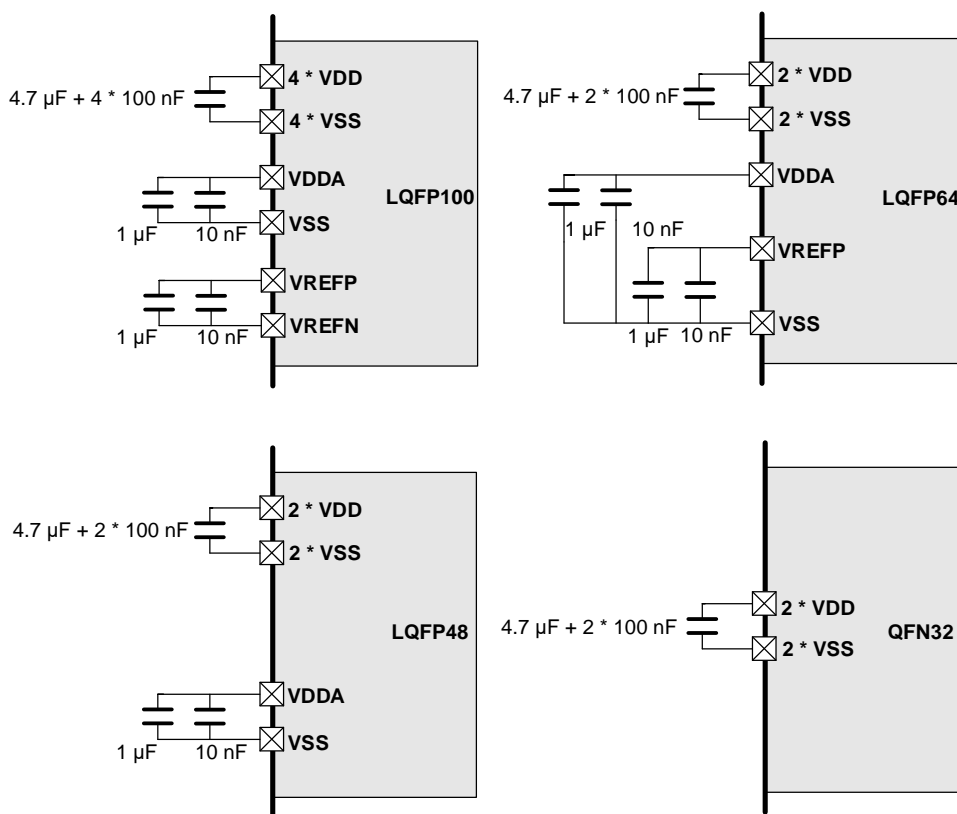 4.7 µF + 4 * 100 nF
4 * VDD
4 * VSS
VDDA
LQFP100
VSS
1 µF
10 nF
VREFP
VREFN
1 µF
10 nF
4.7 µF + 2 * 100 nF
2 * VDD
2 * VSS
VDDA
LQFP64
1 µF
10 nF
VREFP
VSS
1 µF
10 nF
4.7 µF + 2 * 100 nF
2 * VDD
2 * VSS
LQFP48
VDDA
VSS
1 µF
10 nF
4.7 µF + 2 * 100 nF
2 * VDD
2 * VSS
QFN32